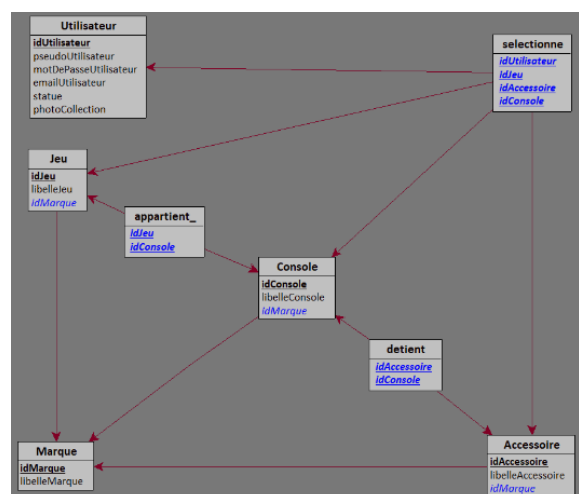 Utilisateur
idUtilisateur
pseudoUtilisateur
motDePasseUtilisateur
emailUtilisateur
statue
photoCollection
selectionne
idUtilisateur
idJeu
idAccessoire
idConsole
Jeu
idJeu
libelleJeu
idMarque
appartient_
idJeu
idConsole
Console
idConsole
libelleConsole
idMarque
detient
idAccessoire
idConsole
Marque
idMarque
libelleMarque
Accessoire
idAccessoire
libelleAccessoire
idMarque